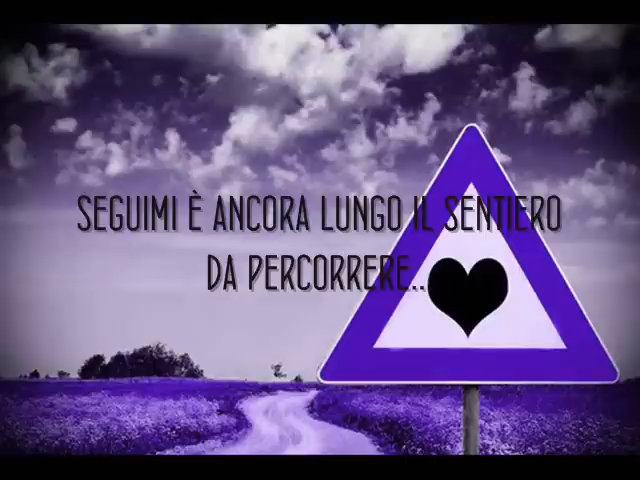 SEGUIMI È ANCORA LUNGO IL SENTIERO
DA PERCORRERE..